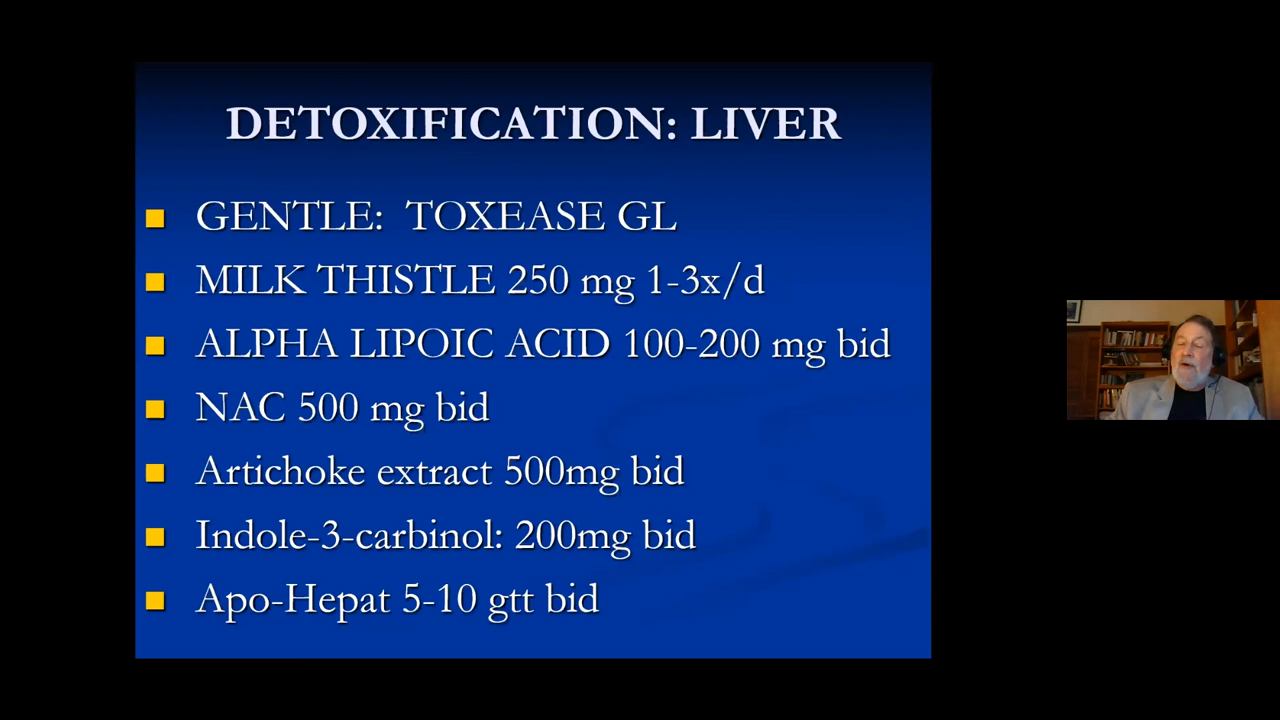 DETOXIFICATION: LIVER
GENTLE: TOXEASE GL
MILK THISTLE 250 mg 1-3x/d
ALPHA LIPOIC ACID 100-200 mg bid
NAC 500 mg bid
Artichoke extract 500mg bid
Indole-3-carbinol: 200mg bid
Apo-Hepat 5-10 gtt bid